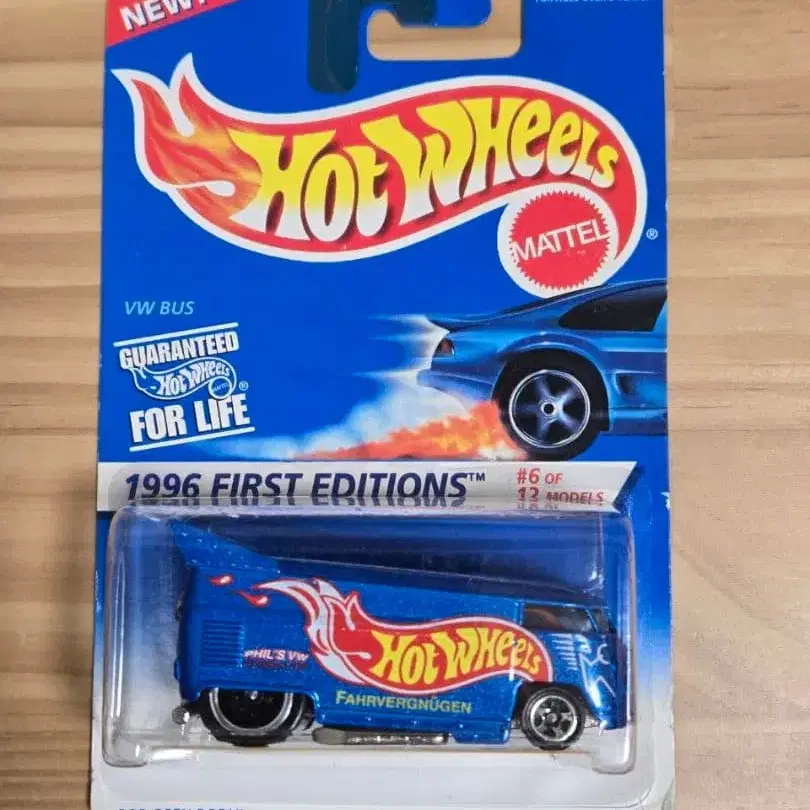 NEW!
HOT WHEELS
MATTEL
®
VW BUS
GUARANTEED
HOT WHEELS
MATTEL
®
FOR LIFE
1996 FIRST EDITIONS™
#6 OF
12 MODELS
PHIL'S VW
HOT WHEELS
FAHRVERGNÜGEN